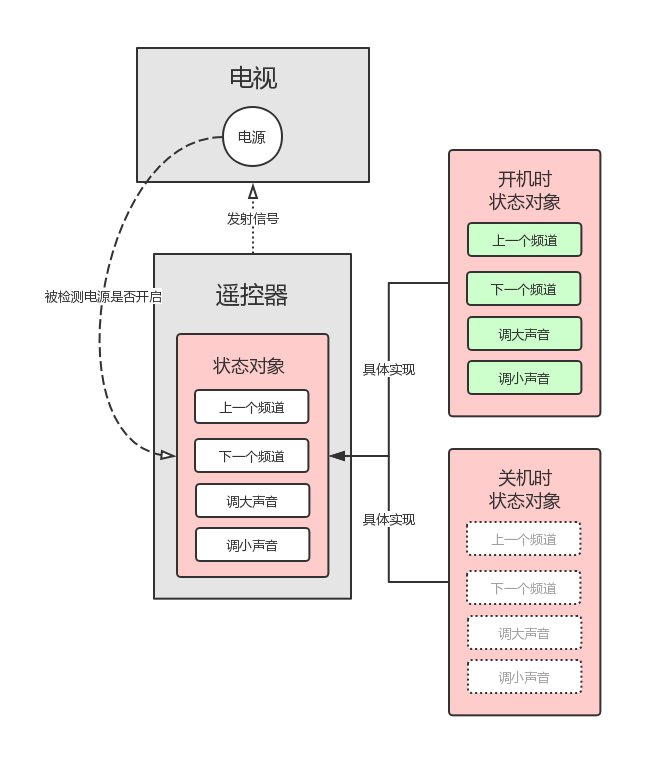 电视
电源
发射信号
被检测电源是否开启
遥控器
状态对象
上一个频道
下一个频道
调大声音
调小声音
具体实现
具体实现
开机时
状态对象
上一个频道
下一个频道
调大声音
调小声音
关机时
状态对象
上一个频道
下一个频道
调大声音
调小声音